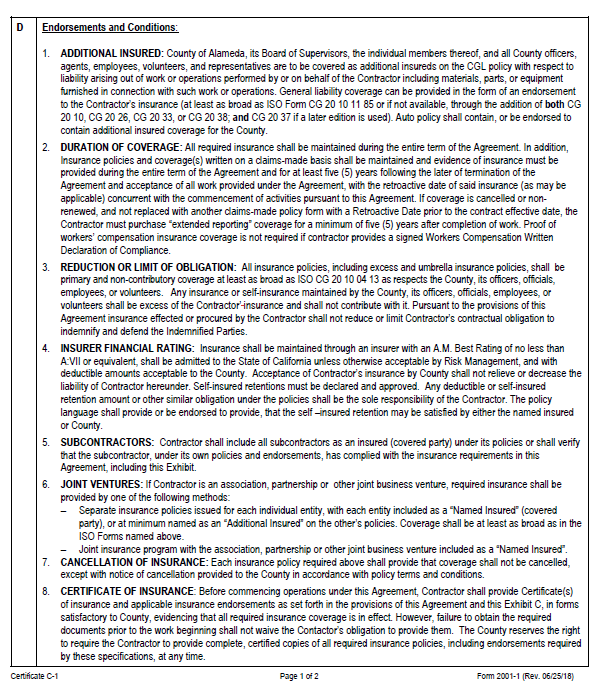 D Endorsements and Conditions:
1. ADDITIONAL INSURED: County of Alameda, its Board of Supervisors, the individual members thereof, and all County officers,
agents, employees, volunteers, and representatives are to be covered as additional insureds on the CGL policy with respect to
liability arising out of work or operations performed by or on behalf of the Contractor including materials, parts, or equipment
furnished in connection with such work or operations. General liability coverage can be provided in the form of an endorsement
to the Contractor's insurance (at least as broad as ISO Form CG 20 10 11 85 or if not available, through the addition of both CG
20 10, CG 20 26, CG 20 33, or CG 20 38; and CG 20 37 if a later edition is used). Auto policy shall contain, or be endorsed to
contain additional insured coverage for the County.
2. DURATION OF COVERAGE: All required insurance shall be maintained during the entire term of the Agreement. In addition,
Insurance policies and coverage(s) written on a claims-made basis shall be maintained and evidence of insurance must be
provided during the entire term of the Agreement and for at least five (5) years following the later of termination of the
Agreement and acceptance of all work provided under the Agreement, with the retroactive date of said insurance (as may be
applicable) concurrent with the commencement of activities pursuant to this Agreement. If coverage is cancelled or non-
renewed, and not replaced with another claims-made policy form with a Retroactive Date prior to the contract effective date, the
Contractor must purchase "extended reporting" coverage for a minimum of five (5) years after completion of work. Proof of
workers' compensation insurance coverage is not required if contractor provides a signed Workers Compensation Written
Declaration of Compliance.
3. REDUCTION OR LIMIT OF OBLIGATION: All insurance policies, including excess and umbrella insurance policies, shall be
primary and non-contributory coverage at least as broad as ISO CG 20 10 04 13 as respects the County, its officers, officials,
employees, or volunteers. Any insurance or self-insurance maintained by the County, its officers, officials, employees, or
volunteers shall be excess of the Contractor'-insurance and shall not contribute with it. Pursuant to the provisions of this
Agreement insurance effected or procured by the Contractor shall not reduce or limit Contractor's contractual obligation to
indemnify and defend the Indemnified Parties.
4. INSURER FINANCIAL RATING: Insurance shall be maintained through an insurer with an A.M. Best Rating of no less than
A:VII or equivalent, shall be admitted to the State of California unless otherwise acceptable by Risk Management, and with
deductible amounts acceptable to the County. Acceptance of Contractor's insurance by County shall not relieve or decrease the
liability of Contractor hereunder. Self-insured retentions must be declared and approved. Any deductible or self-insured
retention amount or other similar obligation under the policies shall be the sole responsibility of the Contractor. The policy
language shall provide or be endorsed to provide, that the self –insured retention may be satisfied by either the named insured
or County.
5. SUBCONTRACTORS: Contractor shall include all subcontractors as an insured (covered party) under its policies or shall verify
that the subcontractor, under its own policies and endorsements, has complied with the insurance requirements in this
Agreement, including this Exhibit.
6. JOINT VENTURES: If Contractor is an association, partnership or other joint business venture, required insurance shall be
provided by one of the following methods:
– Separate insurance policies issued for each individual entity, with each entity included as a "Named Insured" (covered
party), or at minimum named as an "Additional Insured" on the other's policies. Coverage shall be at least as broad as in the
ISO Forms named above.
– Joint insurance program with the association, partnership or other joint business venture included as a "Named Insured".
7. CANCELLATION OF INSURANCE: Each insurance policy required above shall provide that coverage shall not be cancelled,
except with notice of cancellation provided to the County in accordance with policy terms and conditions.
8. CERTIFICATE OF INSURANCE: Before commencing operations under this Agreement, Contractor shall provide Certificate(s)
of insurance and applicable insurance endorsements as set forth in the provisions of this Agreement and this Exhibit C, in forms
satisfactory to County, evidencing that all required insurance coverage is in effect. However, failure to obtain the required
documents prior to the work beginning shall not waive the Contactor's obligation to provide them. The County reserves the right
to require the Contractor to provide complete, certified copies of all required insurance policies, including endorsements required
by these specifications, at any time.
Certificate C-1 Page 1 of 2 Form 2001-1 (Rev. 06/25/18)